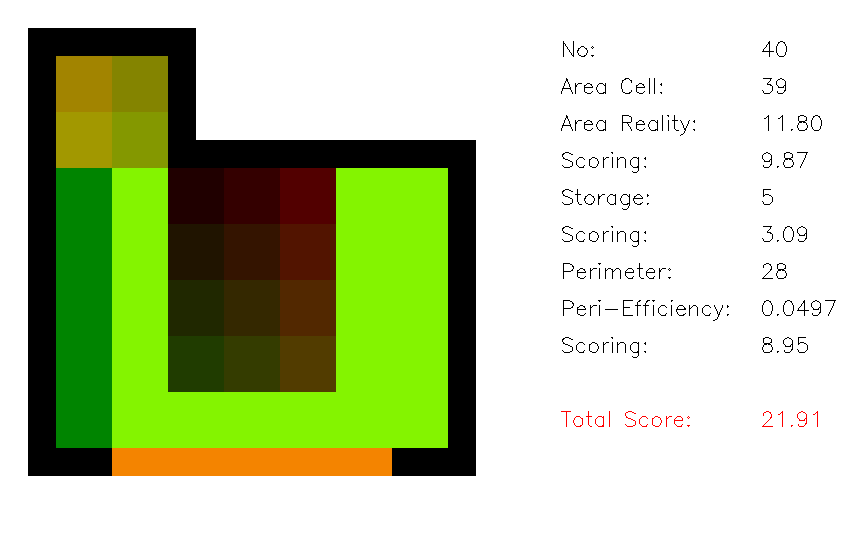 No: 40
Area Cell: 39
Area Reality: 11.80
Scoring: 9.87
Storage: 5
Scoring: 3.09
Perimeter: 28
Peri-Efficiency: 0.0497
Scoring: 8.95
Total Score: 21.91